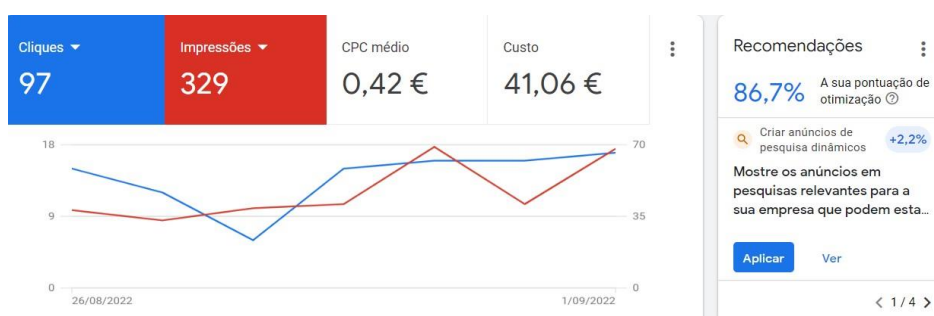 Cliques
97
Impressões
329
CPC médio
0,42 €
Custo
41,06 €
18
9
0
70
35
0
26/08/2022
1/09/2022
Recomendações
86,7%
A sua pontuação de
otimização
Criar anúncios de
pesquisa dinâmicos
+2,2%
Mostre os anúncios em
pesquisas relevantes para a
sua empresa que podem esta...
Aplicar
Ver
1 / 4